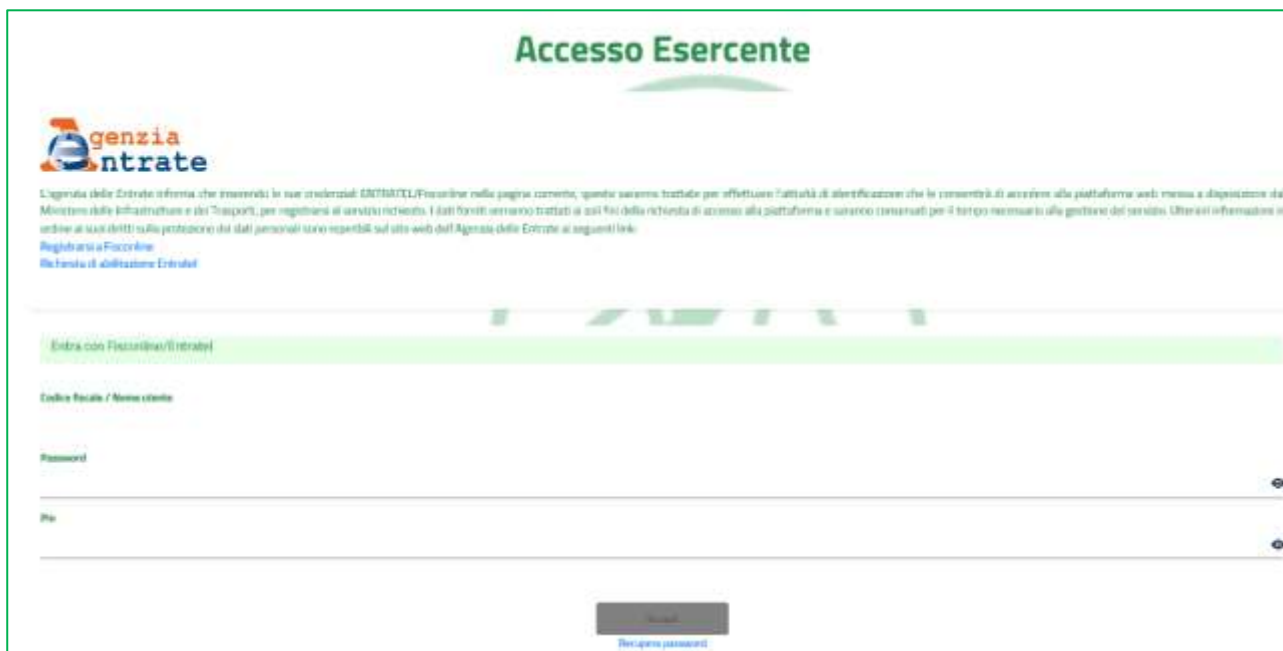 Accesso Esercente
genzia
ntrate
L'agenzia delle Entrate informa che inserendo le sue credenziali ENTRATEL/Fisconline nella pagina corrente, queste saranno trattate per effettuare l'attività di identificazione che le consentirà di accedere alla piattaforma web messa a disposizione
Ministero delle Infrastrutture e dei Trasporti, per registrarsi al servizio richiesto. I dati forniti verranno trattati ai soli fini della richiesta di accesso alla piattaforma e saranno conservati per il tempo necessario alla gestione del servizio. Ulteriori informazioni
ordine ai suoi diritti sulla protezione dei dati personali sono reperibili sul sito web dell'Agenzia delle Entrate ai seguenti link:
Registrarsi a Fisconline
Richiesta di abilitazione Entratel
Entra con Fisconline/Entratel
Codice fiscale / Nome utente
Password
Pin
Recupera password